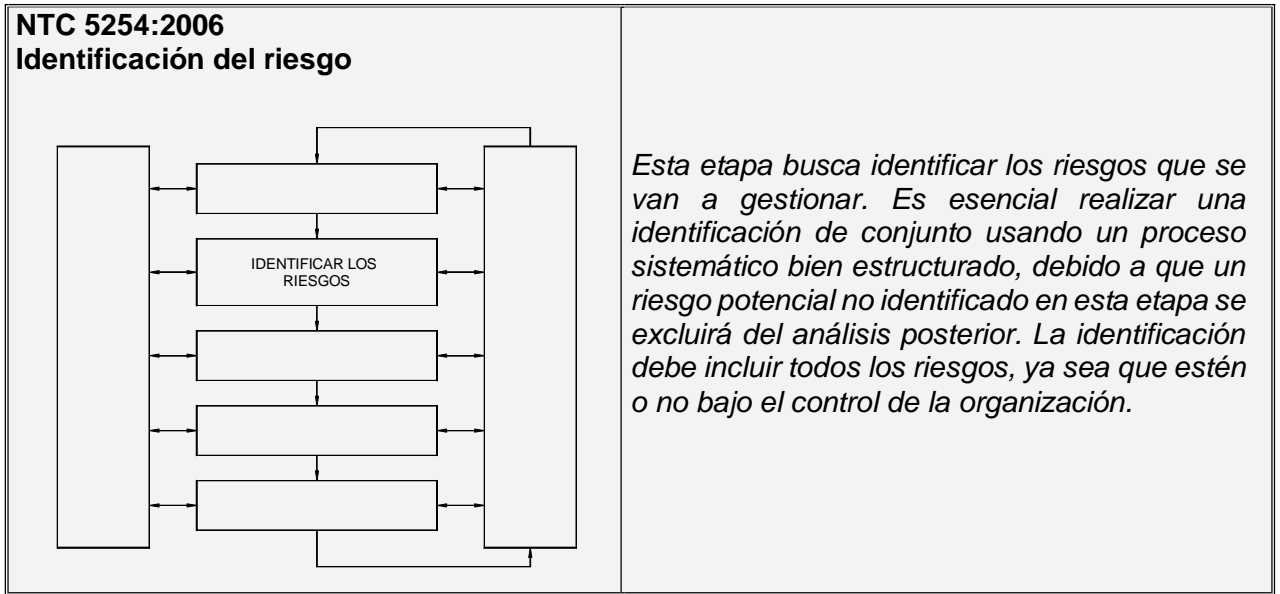 NTC 5254:2006
Identificación del riesgo
IDENTIFICAR LOS
RIESGOS
Esta etapa busca identificar los riesgos que se
van a gestionar. Es esencial realizar una
identificación de conjunto usando un proceso
sistemático bien estructurado, debido a que un
riesgo potencial no identificado en esta etapa se
excluirá del análisis posterior. La identificación
debe incluir todos los riesgos, ya sea que estén
o no bajo el control de la organización.